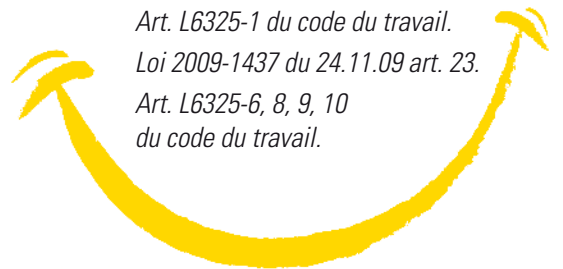 Art. L6325-1 du code du travail.
Loi 2009-1437 du 24.11.09 art. 23.
Art. L6325-6, 8, 9, 10
du code du travail.